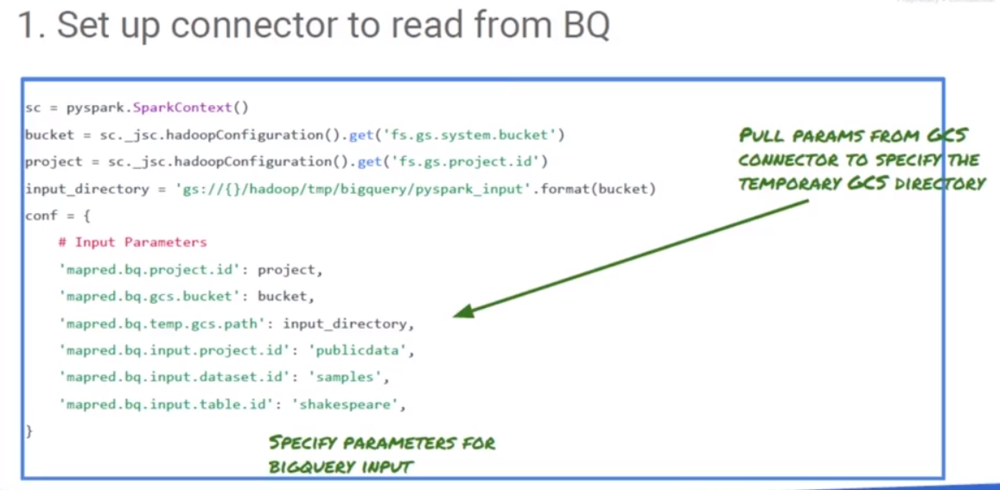 1. Set up connector to read from BQ
sc = pyspark.SparkContext()
bucket = sc._jsc.hadoopConfiguration().get('fs.gs.system.bucket')
project = sc._jsc.hadoopConfiguration().get('fs.gs.project.id')
input_directory = 'gs://{}/hadoop/tmp/bigquery/pyspark_input'.format(bucket)
conf = {
# Input Parameters
'mapred.bq.project.id': project,
'mapred.bq.gcs.bucket': bucket,
'mapred.bq.temp.gcs.path': input_directory,
'mapred.bq.input.project.id': 'publicdata',
'mapred.bq.input.dataset.id': 'samples',
'mapred.bq.input.table.id': 'shakespeare',
}
PULL PARAMS FROM GCS
CONNECTOR TO SPECIFY THE
TEMPORARY GCS DIRECTORY
SPECIFY PARAMETERS FOR
BIGQUERY INPUT